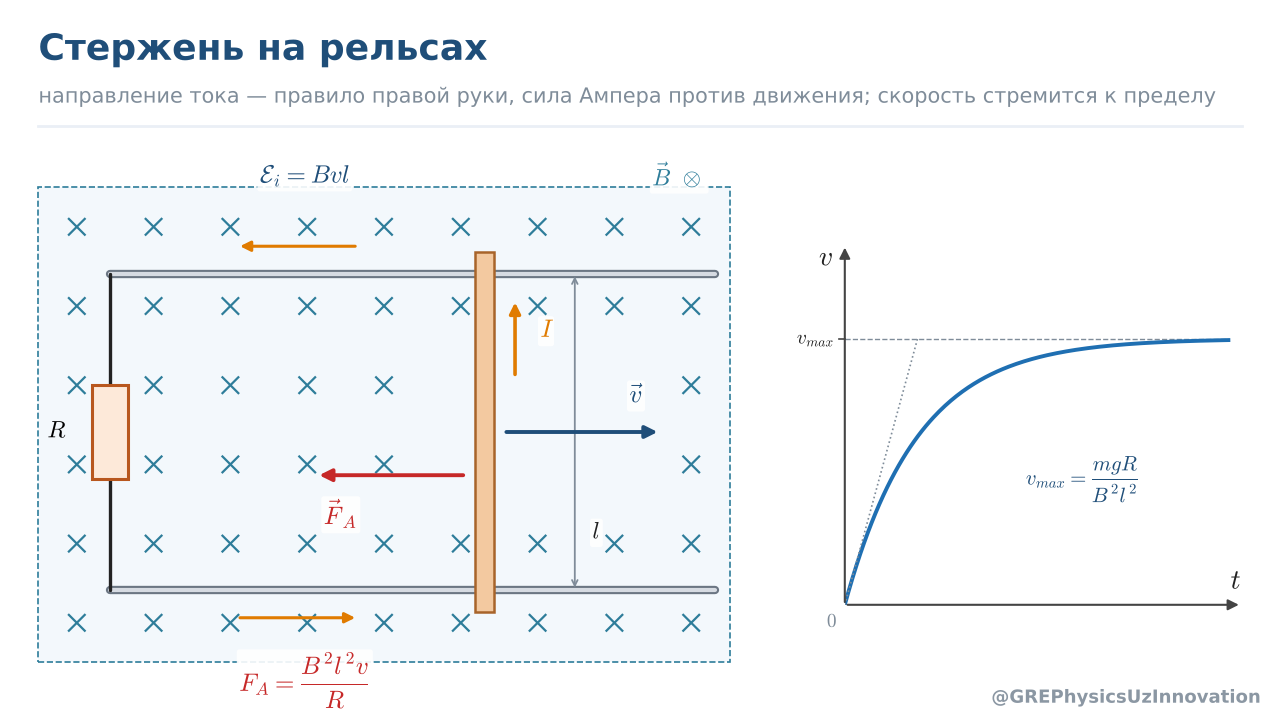 Стержень на рельсах
направление тока — правило правой руки, сила Ампера против движения; скорость стремится к пределу
ℰᵢ = Bvl
B⃗ ⊗
I
v⃗
R
F⃗_A
l
F_A = B²l²v / R
v
v_max
v_max = mgR / B²l²
t
0
@GREPhysicsUzInnovation